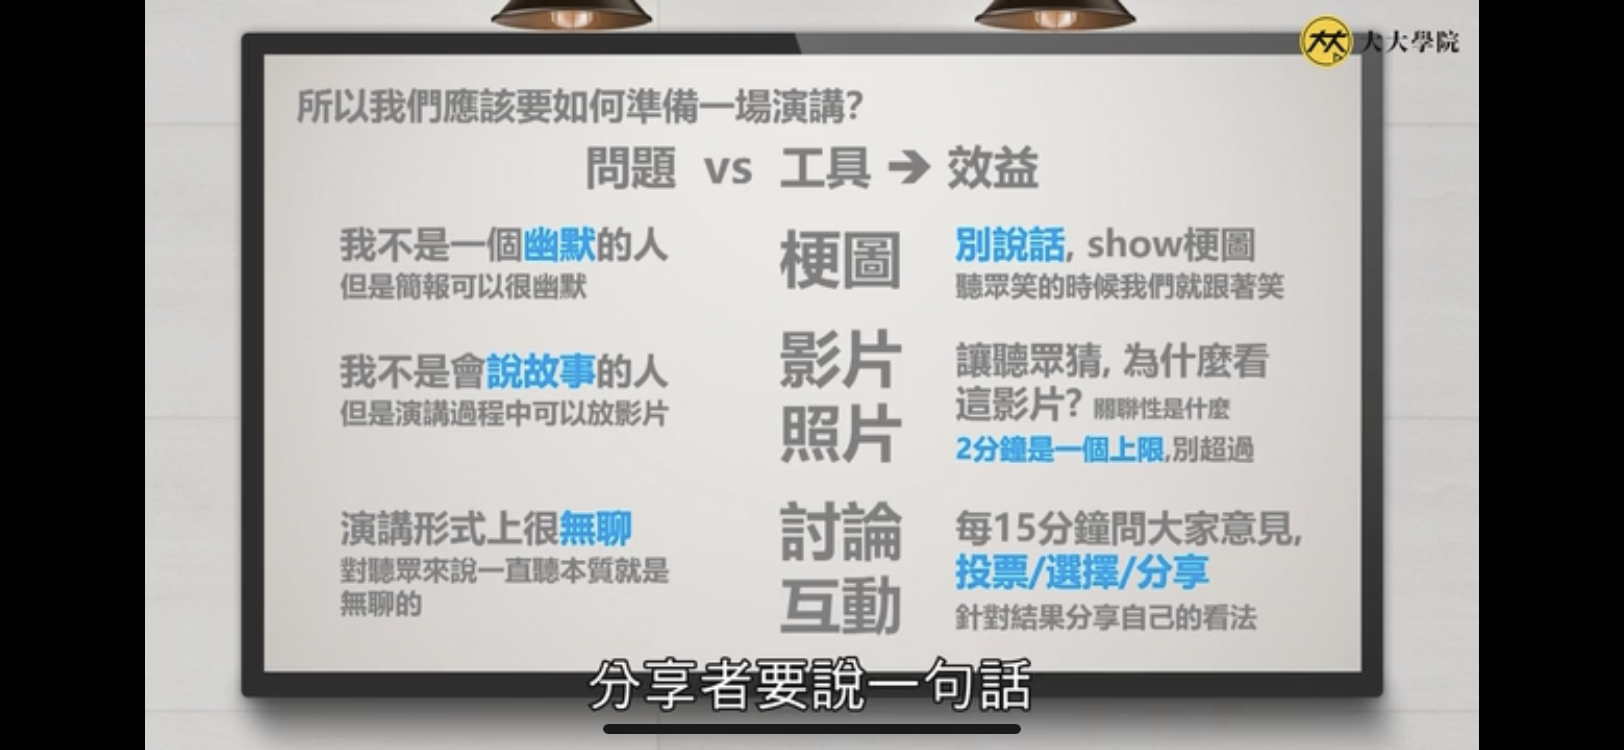 大大學院
所以我們應該要如何準備一場演講?
問題 vs 工具 ➔ 效益
我不是一個幽默的人
但是簡報可以很幽默
梗圖
別說話, show梗圖
聽眾笑的時候我們就跟著笑
我不是會說故事的人
但是演講過程中可以放影片
影片
照片
讓聽眾猜, 為什麼看
這影片? 關聯性是什麼
2分鐘是一個上限,別超過
演講形式上很無聊
對聽眾來說一直聽本質就是
無聊的
討論
互動
每15分鐘問大家意見,
投票/選擇/分享
針對結果分享自己的看法
分享者要說一句話